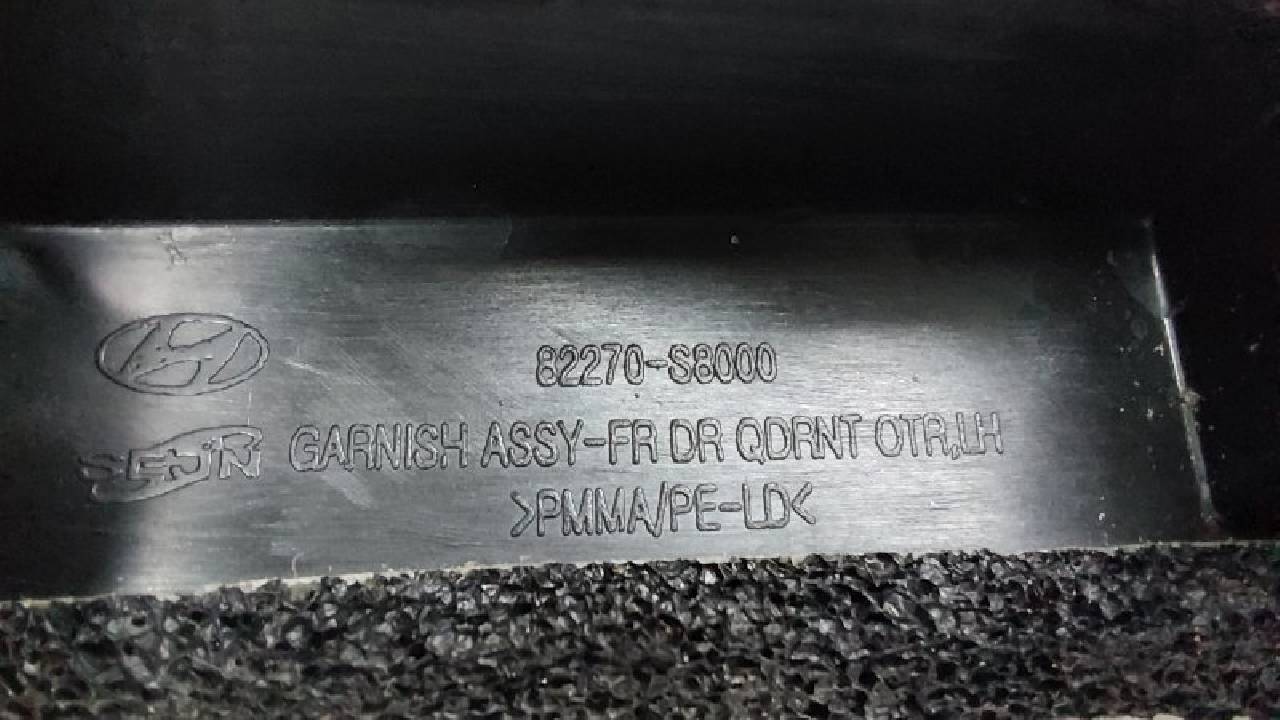 82270-S8000
GARNISH ASSY-FR DR QDRNT OTR,LH
>PMMA/PE-LD<